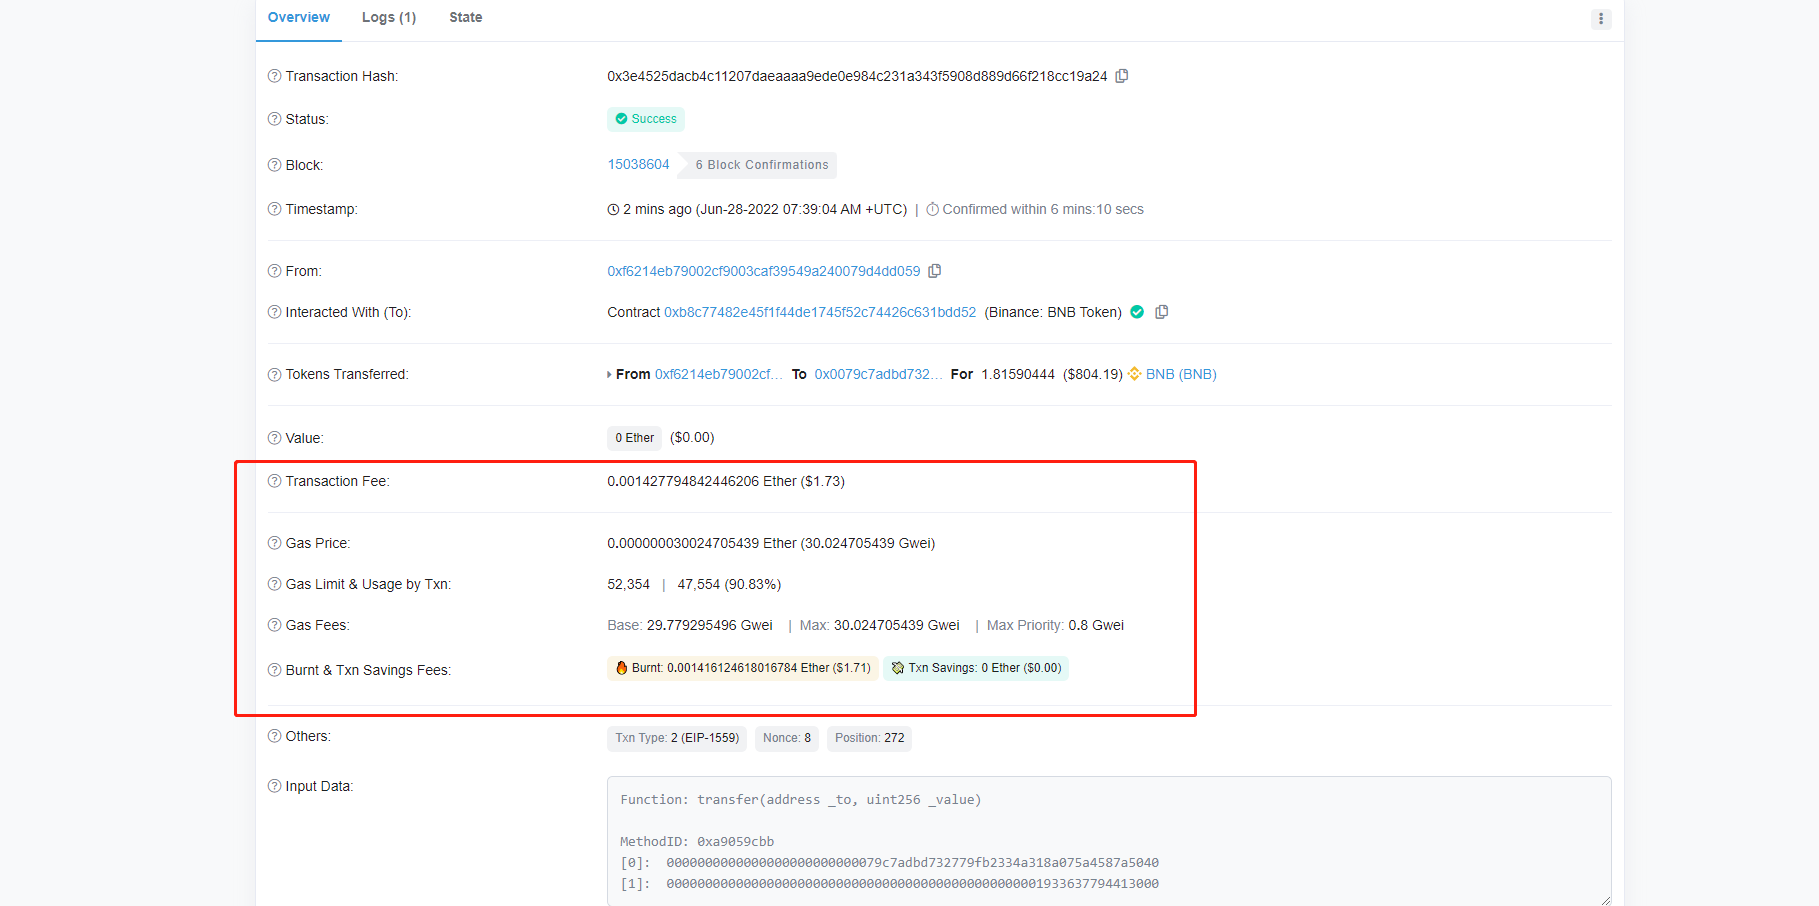 Overview Logs (1) State
Transaction Hash: 0x3e4525dacb4c11207daeaaaa9ede0e984c231a343f5908d889d66f218cc19a24
Status: Success
Block: 15038604 6 Block Confirmations
Timestamp: 2 mins ago (Jun-28-2022 07:39:04 AM +UTC) | Confirmed within 6 mins:10 secs
From: 0xf6214eb79002cf9003caf39549a240079d4dd059
Interacted With (To): Contract 0xb8c77482e45f1f44de1745f52c74426c631bdd52 (Binance: BNB Token)
Tokens Transferred: From 0xf6214eb79002cf... To 0x0079c7adbd732... For 1.81590444 ($804.19) BNB (BNB)
Value: 0 Ether ($0.00)
Transaction Fee: 0.001427794842446206 Ether ($1.73)
Gas Price: 0.000000030024705439 Ether (30.024705439 Gwei)
Gas Limit & Usage by Txn: 52,354 | 47,554 (90.83%)
Gas Fees: Base: 29.779295496 Gwei | Max: 30.024705439 Gwei | Max Priority: 0.8 Gwei
Burnt & Txn Savings Fees: Burnt: 0.001416124618016784 Ether ($1.71) Txn Savings: 0 Ether ($0.00)
Others: Txn Type: 2 (EIP-1559) Nonce: 8 Position: 272
Input Data:
Function: transfer(address _to, uint256 _value)
MethodID: 0xa9059cbb
[0]: 0000000000000000000000000079c7adbd732779fb2334a318a075a4587a5040
[1]: 0000000000000000000000000000000000000000000000001933637794413000